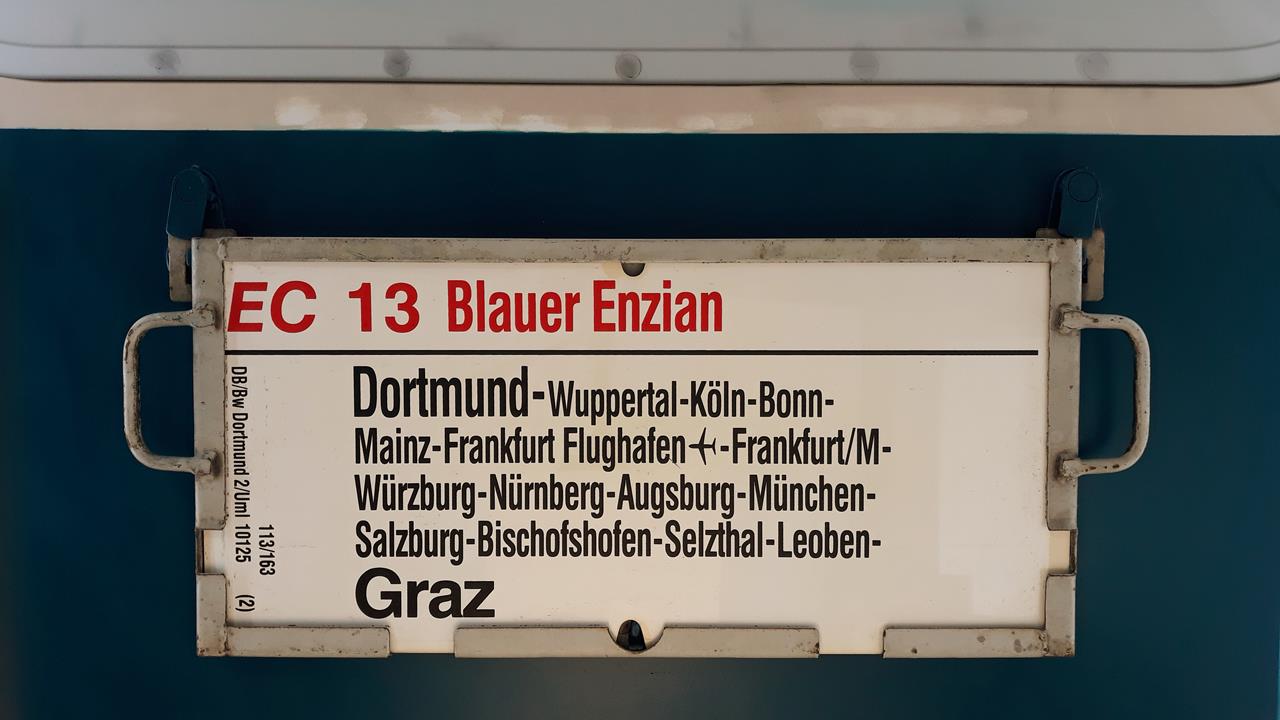 EC 13 Blauer Enzian
Dortmund-Wuppertal-Köln-Bonn-
Mainz-Frankfurt Flughafen✈-Frankfurt/M-
Würzburg-Nürnberg-Augsburg-München-
Salzburg-Bischofshofen-Selzthal-Leoben-
Graz
DB/Bw Dortmund 2/Uml 10125 (2)
113/163